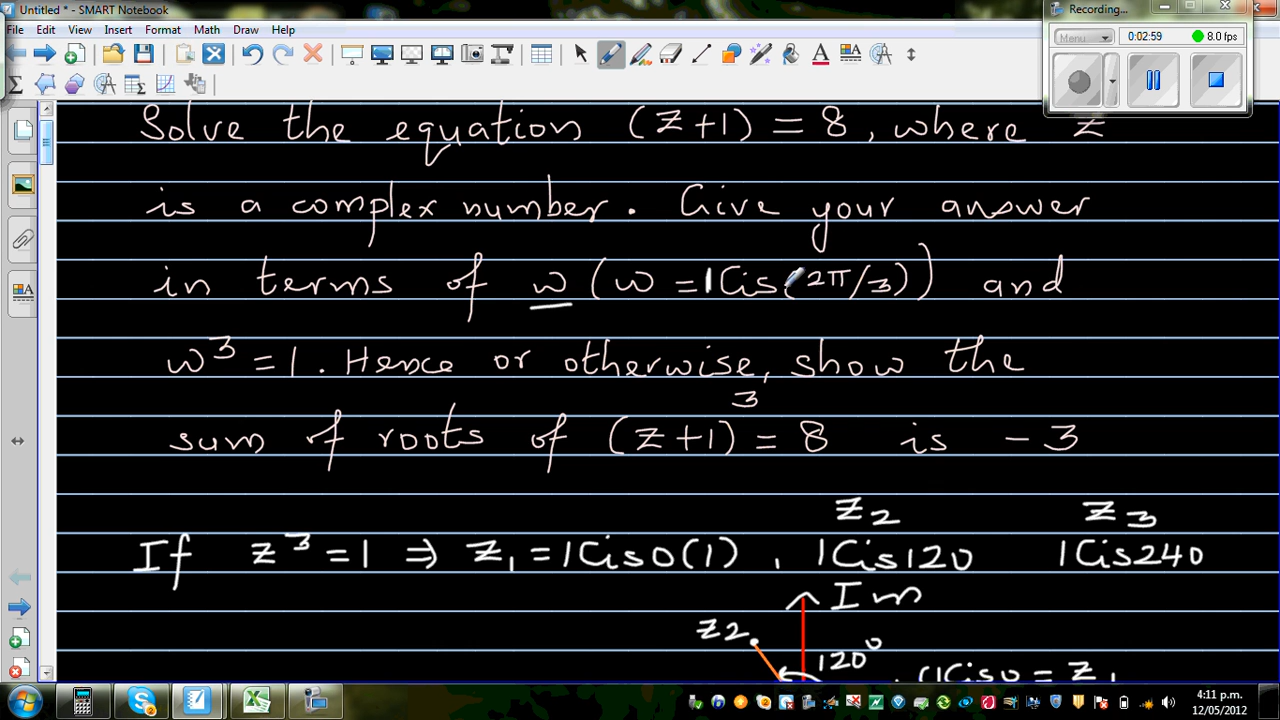 Untitled * - SMART Notebook
Recording...
File Edit View Insert Format Math Draw Help
Menu 0:02:59 8.0 fps
Solve the equation (z+1) = 8, where z
is a complex number. Give your answer
in terms of w (w = 1Cis(2π/3)) and
w³ = 1. Hence or otherwise, show the
sum of roots of (z+1)³ = 8 is -3
z2 z3
If z³ = 1 ⇒ z₁ = 1Cis0(1) , 1Cis120 1Cis240
Im
z2
120°
(1Cis0 = z₁
4:11 p.m.
12/05/2012